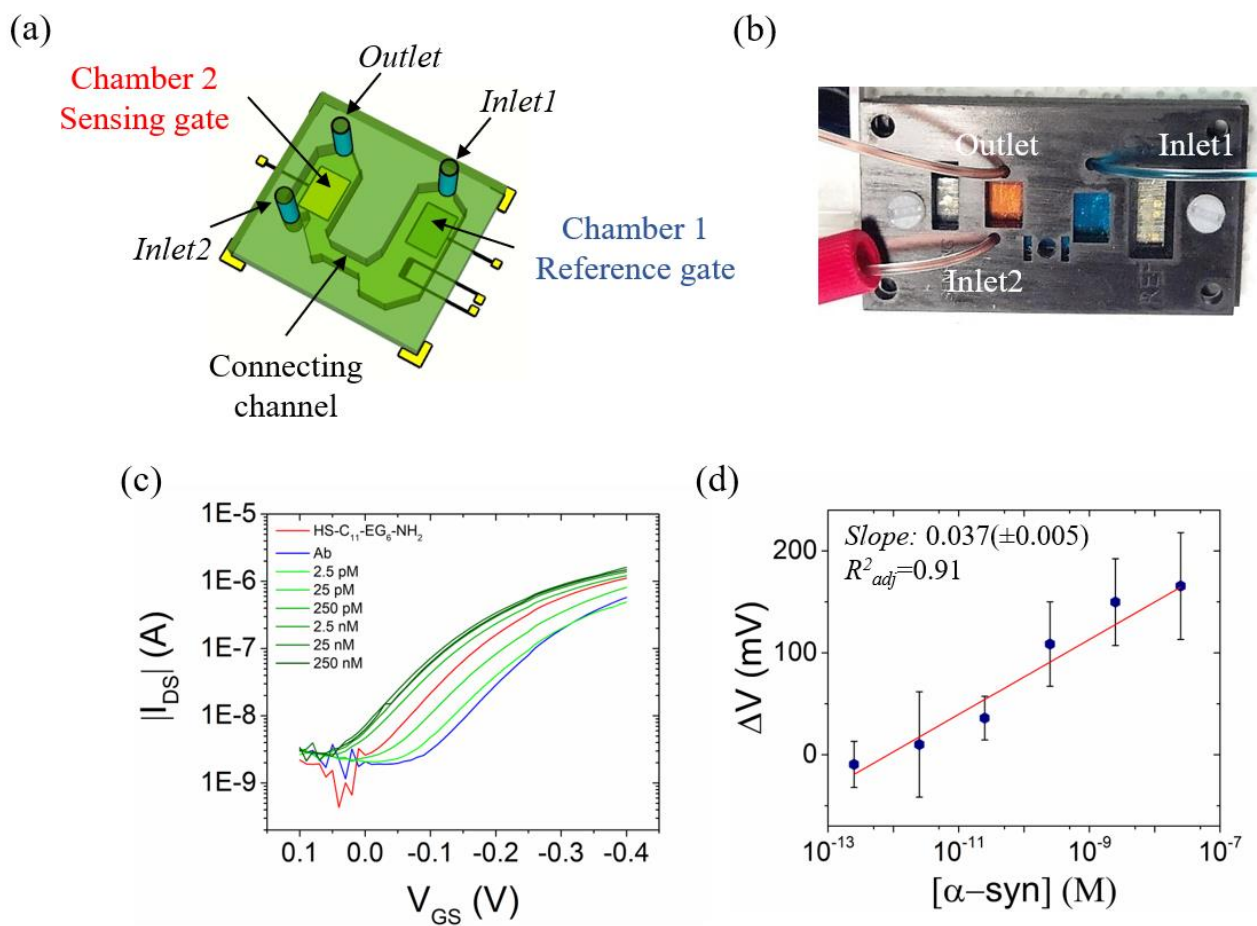 (a)
Outlet
Chamber 2
Sensing gate
Inlet1
Inlet2
Chamber 1
Reference gate
Connecting
channel
(b)
Outlet
Inlet1
Inlet2
(c)
1E-5
1E-6
1E-7
1E-8
1E-9
|I_DS| (A)
HS-C₁₁-EG₆-NH₂
Ab
2.5 pM
25 pM
250 pM
2.5 nM
25 nM
250 nM
0.1 0.0 -0.1 -0.2 -0.3 -0.4
V_GS (V)
(d)
Slope: 0.037(±0.005)
R²_adj=0.91
200
100
0
ΔV (mV)
10⁻¹³ 10⁻¹¹ 10⁻⁹ 10⁻⁷
[α-syn] (M)